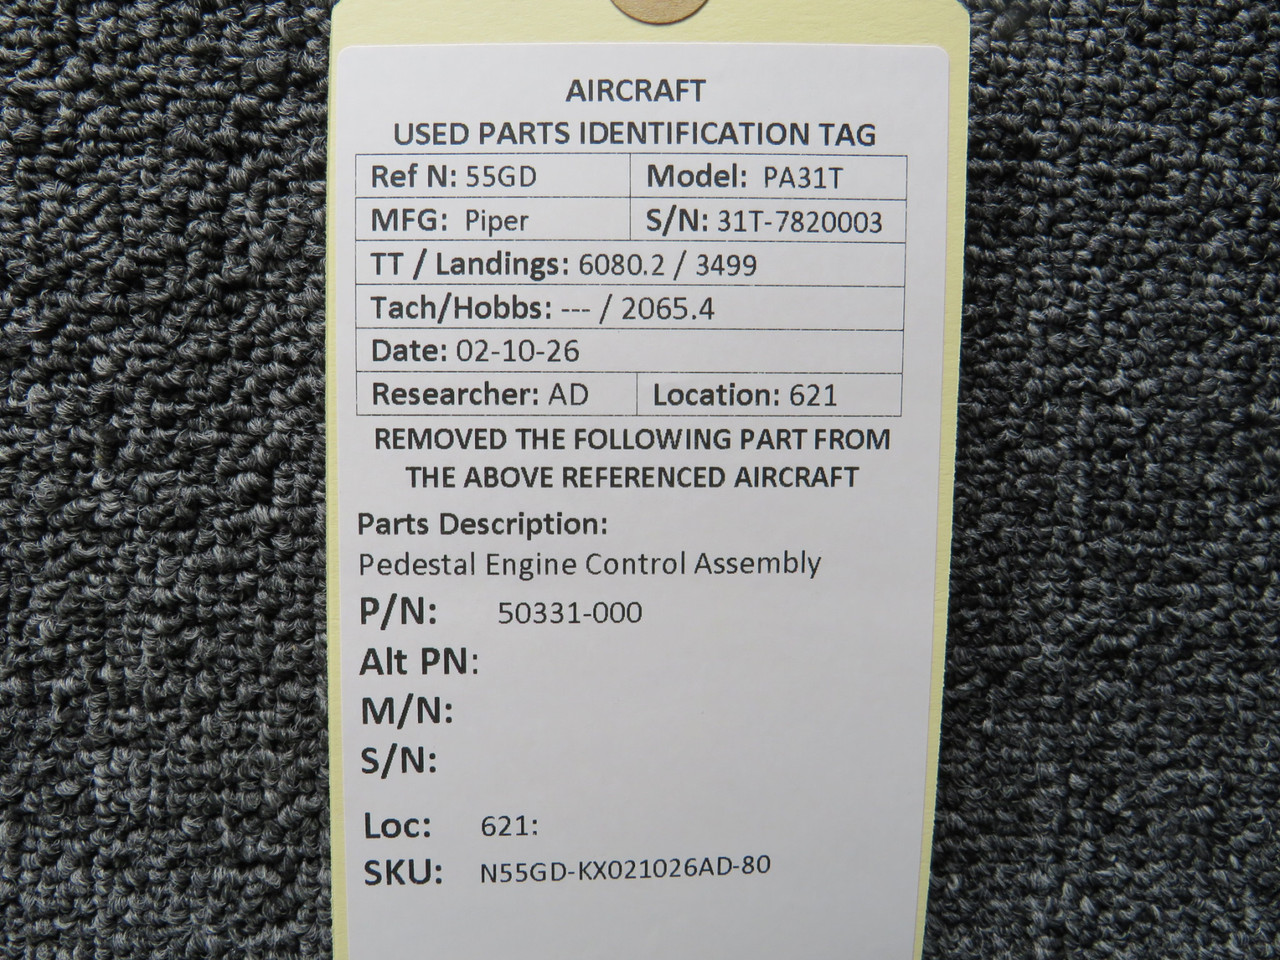 AIRCRAFT
USED PARTS IDENTIFICATION TAG
Ref N: 55GD Model: PA31T
MFG: Piper S/N: 31T-7820003
TT / Landings: 6080.2 / 3499
Tach/Hobbs: --- / 2065.4
Date: 02-10-26
Researcher: AD Location: 621
REMOVED THE FOLLOWING PART FROM
THE ABOVE REFERENCED AIRCRAFT
Parts Description:
Pedestal Engine Control Assembly
P/N: 50331-000
Alt PN:
M/N:
S/N:
Loc: 621:
SKU: N55GD-KX021026AD-80